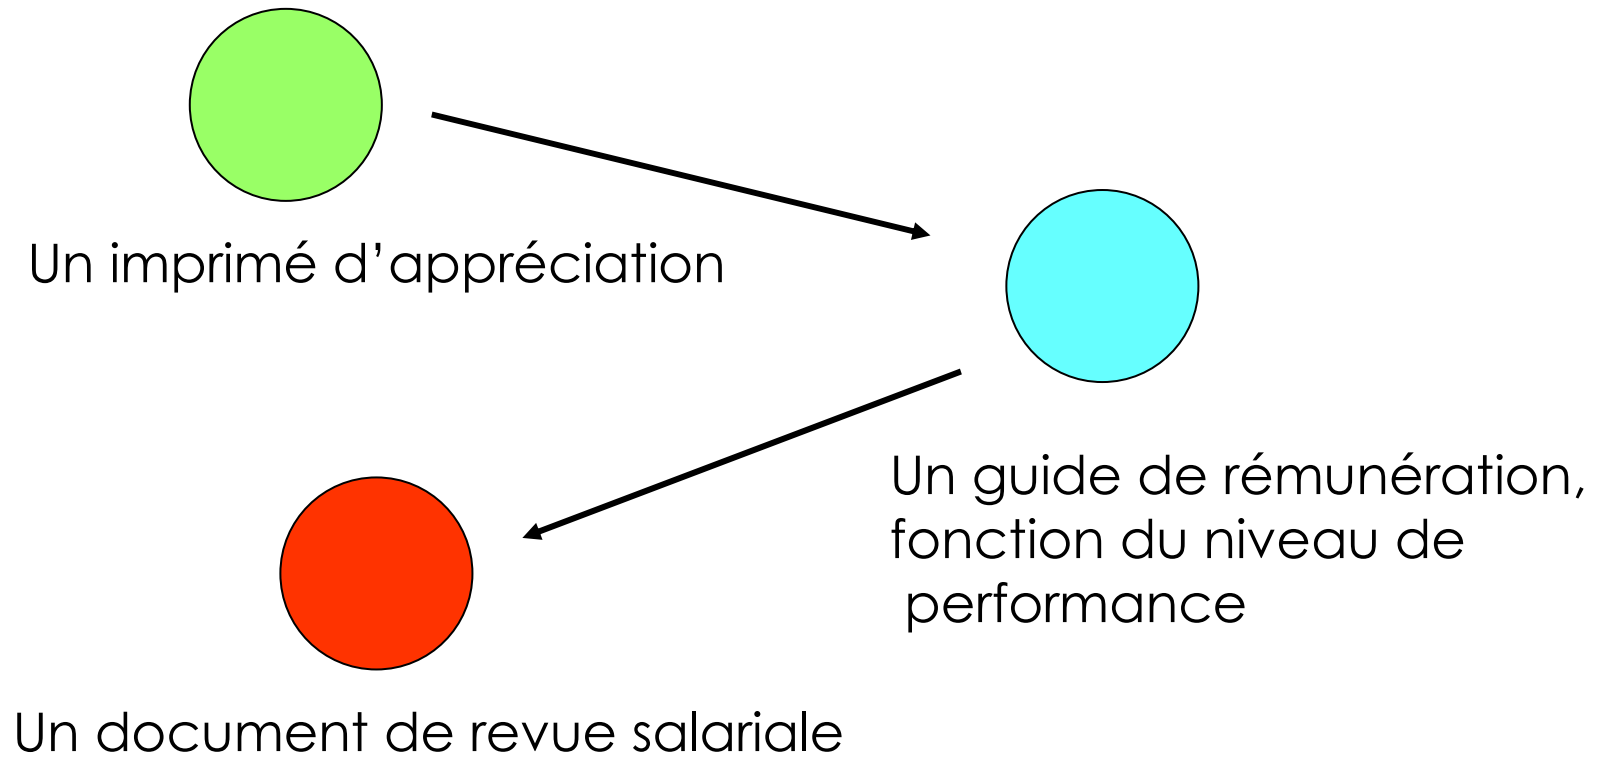 Un imprimé d’appréciation
Un guide de rémunération,
fonction du niveau de
performance
Un document de revue salariale